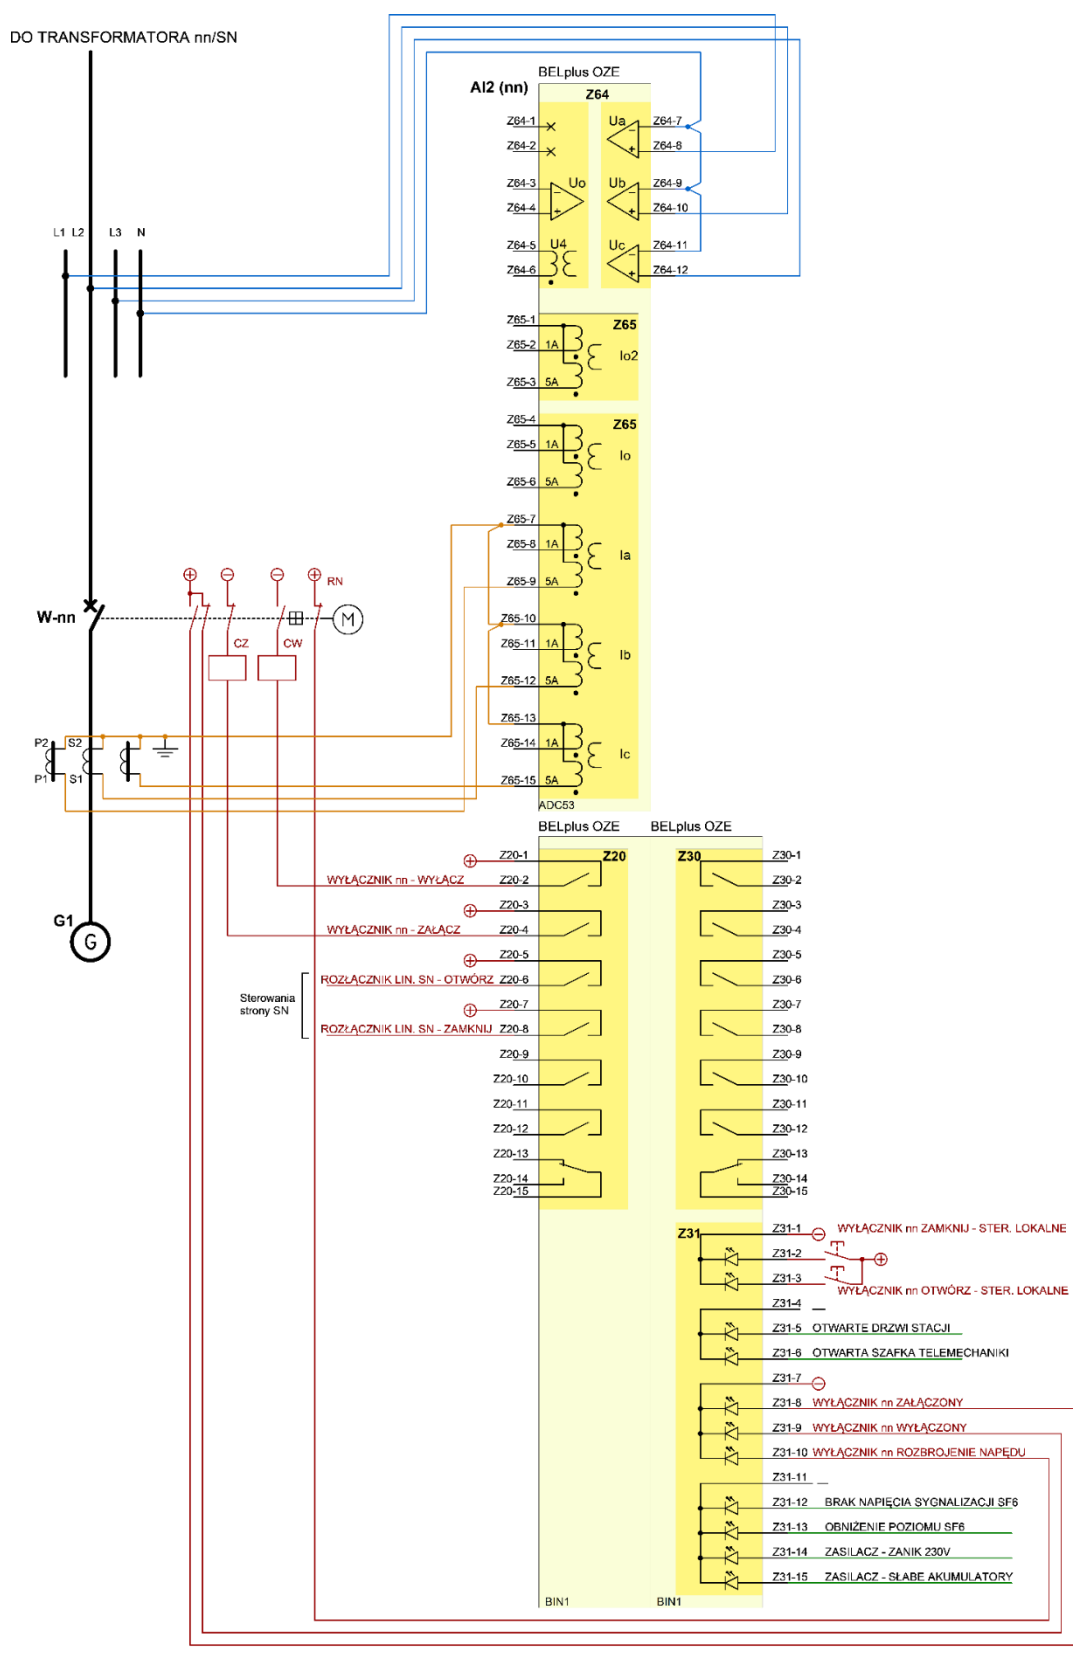 DO TRANSFORMATORA nn/SN
BELplus OZE
AI2 (nn)
Z64
Z64-1
Z64-2
Z64-3
Z64-4
Z64-5
Z64-6
Uo
U4
Ua
Ub
Uc
Z64-7
Z64-8
Z64-9
Z64-10
Z64-11
Z64-12
L1 L2 L3 N
Z65-1
Z65
Z65-2 1A
Io2
Z65-3 5A
Z65-4
Z65
Z65-5 1A
Io
Z65-6 5A
Z65-7
Z65-8 1A
Ia
Z65-9 5A
Z65-10
Z65-11 1A
Ib
Z65-12 5A
Z65-13
Z65-14 1A
Ic
Z65-15 5A
ADC53
RN
W-nn
M
CZ
CW
P2 S2
P1 S1
G1
G
BELplus OZE BELplus OZE
Z20
Z30
Z20-1
WYŁĄCZNIK nn - WYŁĄCZ Z20-2
Z20-3
WYŁĄCZNIK nn - ZAŁĄCZ Z20-4
Z20-5
ROZŁĄCZNIK LIN. SN - OTWÓRZ Z20-6
Sterowania
strony SN
Z20-7
ROZŁĄCZNIK LIN. SN - ZAMKNIJ Z20-8
Z20-9
Z20-10
Z20-11
Z20-12
Z20-13
Z20-14
Z20-15
Z30-1
Z30-2
Z30-3
Z30-4
Z30-5
Z30-6
Z30-7
Z30-8
Z30-9
Z30-10
Z30-11
Z30-12
Z30-13
Z30-14
Z30-15
Z31
Z31-1 WYŁĄCZNIK nn ZAMKNIJ - STER. LOKALNE
Z31-2
Z31-3
WYŁĄCZNIK nn OTWÓRZ - STER. LOKALNE
Z31-4
Z31-5 OTWARTE DRZWI STACJI
Z31-6 OTWARTA SZAFKA TELEMECHANIKI
Z31-7
Z31-8 WYŁĄCZNIK nn ZAŁĄCZONY
Z31-9 WYŁĄCZNIK nn WYŁĄCZONY
Z31-10 WYŁĄCZNIK nn ROZBROJENIE NAPĘDU
Z31-11
Z31-12 BRAK NAPIĘCIA SYGNALIZACJI SF6
Z31-13 OBNIŻENIE POZIOMU SF6
Z31-14 ZASILACZ - ZANIK 230V
Z31-15 ZASILACZ - SŁABE AKUMULATORY
BIN1 BIN1